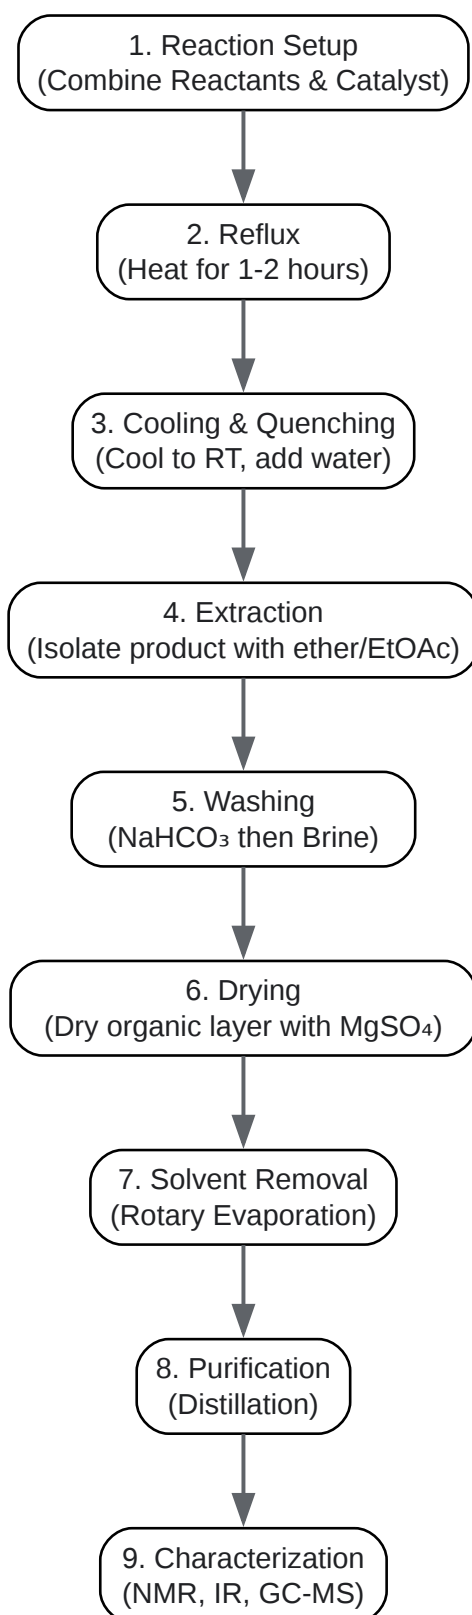 1. Reaction Setup
(Combine Reactants & Catalyst)
2. Reflux
(Heat for 1-2 hours)
3. Cooling & Quenching
(Cool to RT, add water)
4. Extraction
(Isolate product with ether/EtOAc)
5. Washing
(NaHCO₃ then Brine)
6. Drying
(Dry organic layer with MgSO₄)
7. Solvent Removal
(Rotary Evaporation)
8. Purification
(Distillation)
9. Characterization
(NMR, IR, GC-MS)